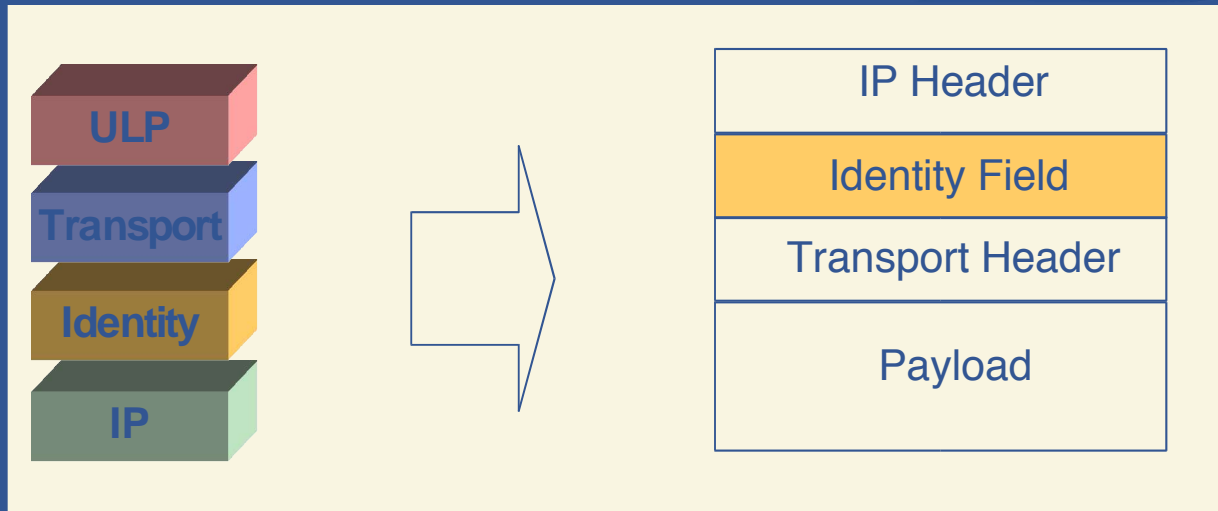 ULP
Transport
Identity
IP
IP Header
Identity Field
Transport Header
Payload